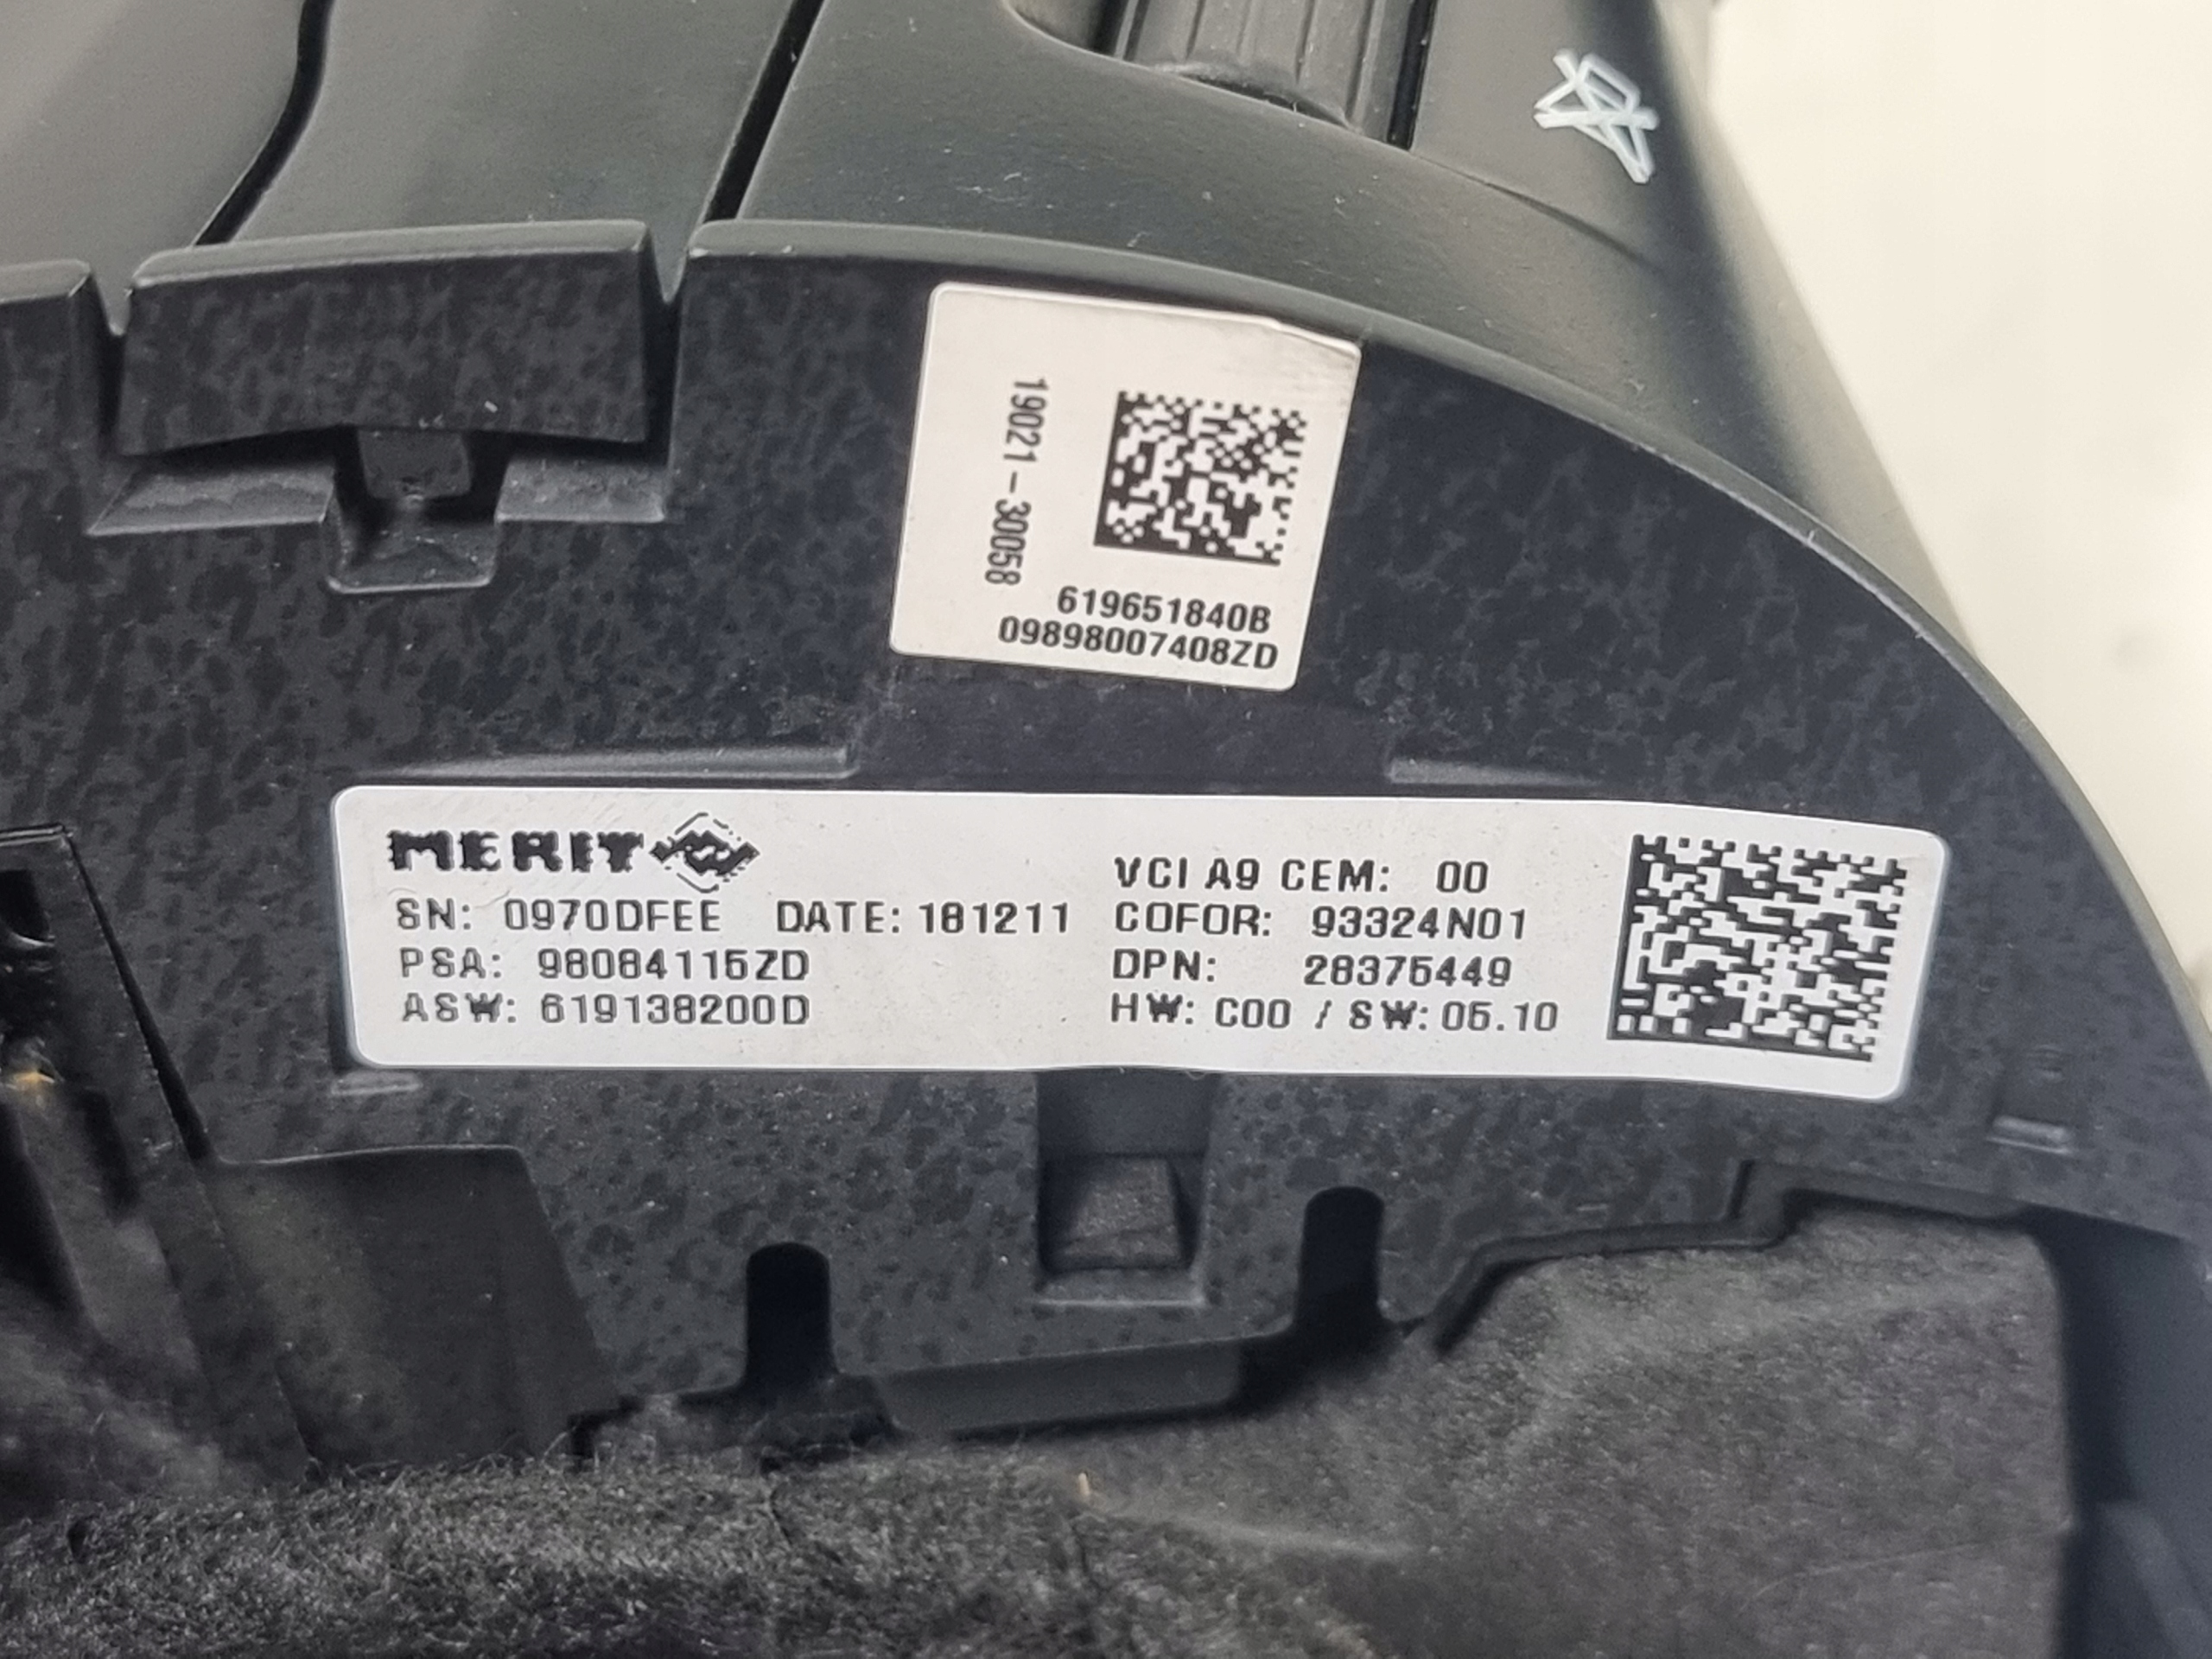 19021-30058
619651840B
09898007408ZD
MERIT
SN: 0970DFEE DATE: 181211
PSA: 98084115ZD
ASW: 619138200D
VCI A9 CEM: 00
COFOR: 93324N01
DPN: 28375449
HW: C00 / SW: 05.10